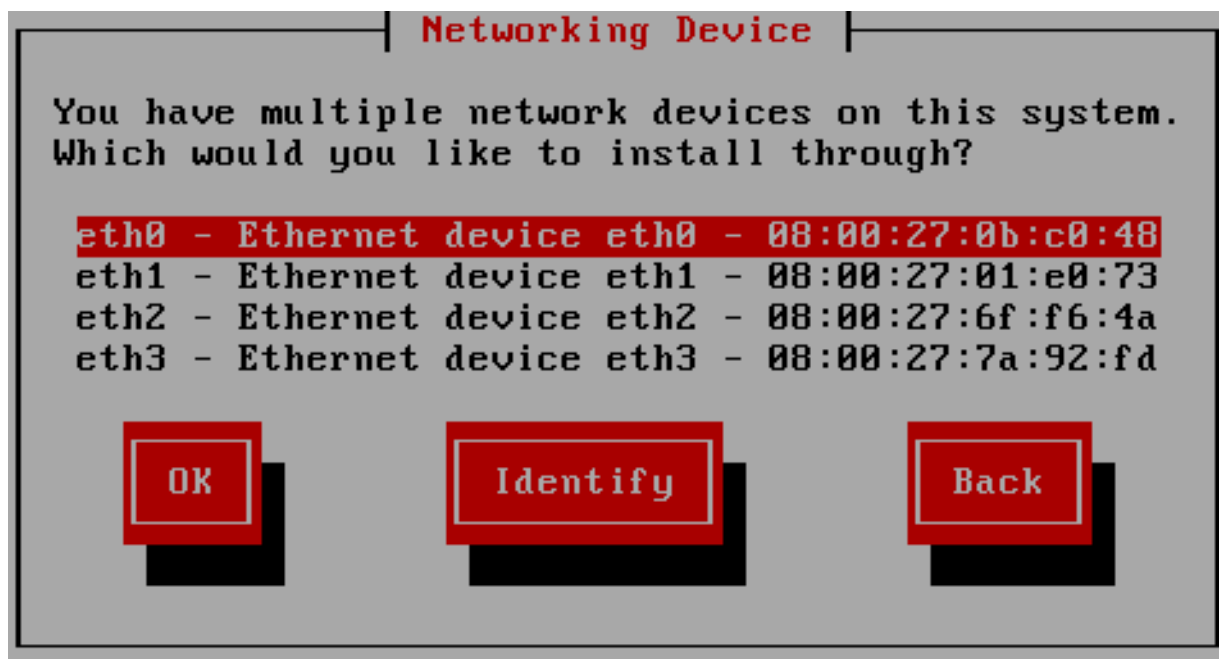 Networking Device
You have multiple network devices on this system.
Which would you like to install through?
eth0 - Ethernet device eth0 - 08:00:27:0b:c0:48
eth1 - Ethernet device eth1 - 08:00:27:01:e0:73
eth2 - Ethernet device eth2 - 08:00:27:6f:f6:4a
eth3 - Ethernet device eth3 - 08:00:27:7a:92:fd
OK Identify Back